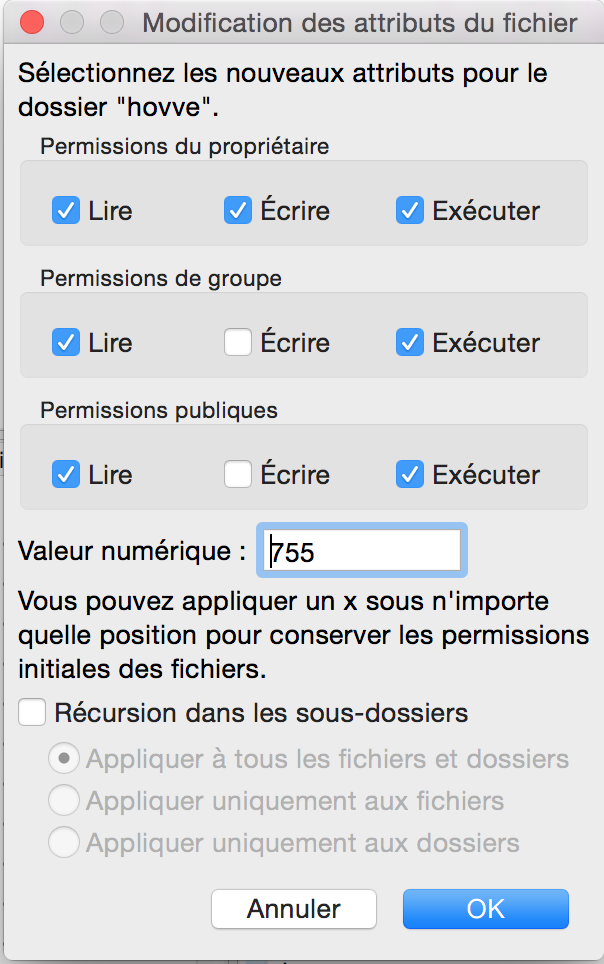 Modification des attributs du fichier
Sélectionnez les nouveaux attributs pour le
dossier "hovve".
Permissions du propriétaire
Lire Écrire Exécuter
Permissions de groupe
Lire Écrire Exécuter
Permissions publiques
Lire Écrire Exécuter
Valeur numérique : 755
Vous pouvez appliquer un x sous n'importe
quelle position pour conserver les permissions
initiales des fichiers.
Récursion dans les sous-dossiers
Appliquer à tous les fichiers et dossiers
Appliquer uniquement aux fichiers
Appliquer uniquement aux dossiers
Annuler OK